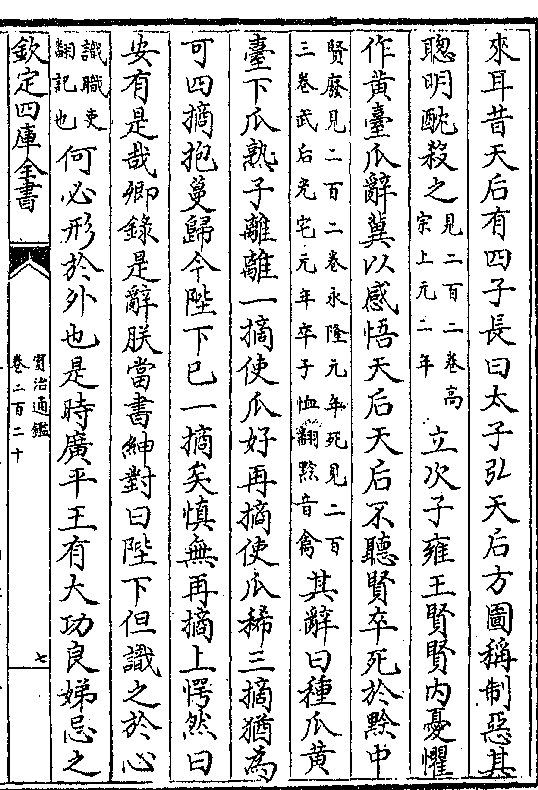 來耳昔天后有四子長曰太子弘天后方圖稱制惡其
聰明酖殺之見二百二卷高宗上元二年立次子雍王賢賢内憂懼
作黄臺瓜辭冀以感悟天后天后不聽賢卒死於黔中
賢廢見二百二卷永隆元年死見二百三卷武后光宅元年卒子恤翻黔音禽其辭曰種瓜黄
臺下瓜熟子離離一摘使瓜好再摘使瓜稀三摘猶為
可四摘抱蔓歸今陛下已一摘矣慎無再摘上愕然曰
安有是哉卿錄是辭朕當書紳對曰陛下但識之於心
識職吏翻記也何必形於外也是時廣平王有大功良娣忌之
欽定四庫全書
資治通鑑
卷二百二十
七